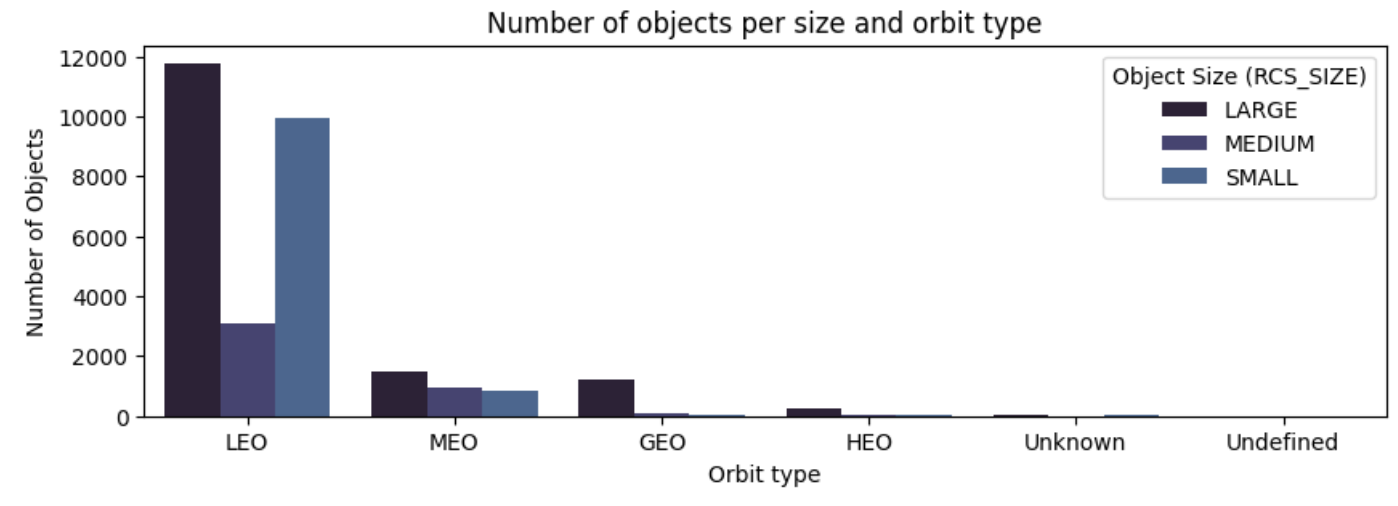 Number of objects per size and orbit type
Number of Objects
12000
10000
8000
6000
4000
2000
0
Object Size (RCS_SIZE)
LARGE
MEDIUM
SMALL
LEO MEO GEO HEO Unknown Undefined
Orbit type